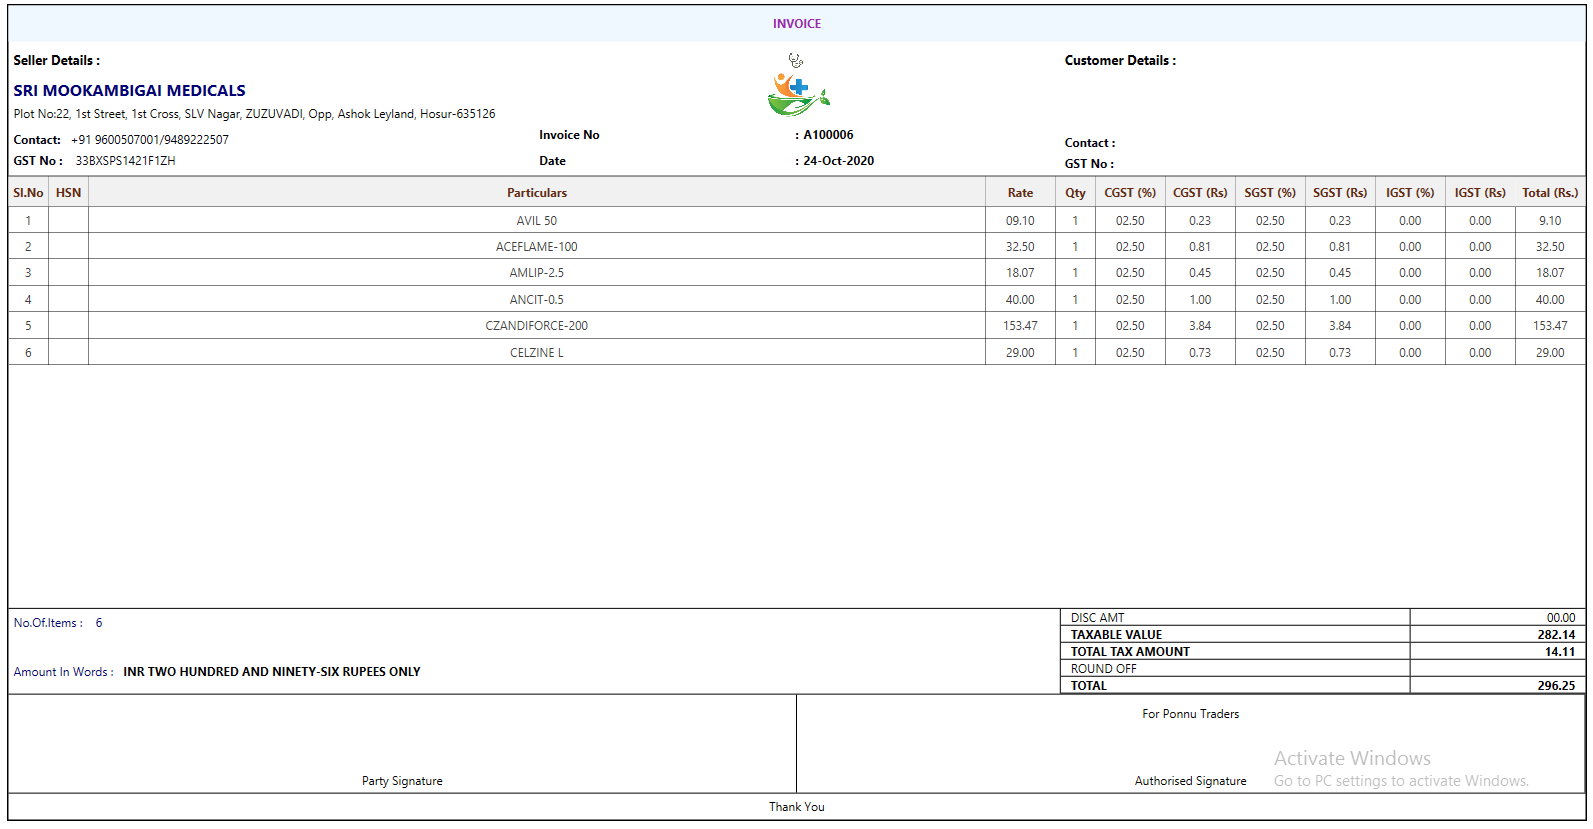 INVOICE
Seller Details :
Customer Details :
SRI MOOKAMBIGAI MEDICALS
Plot No:22, 1st Street, 1st Cross, SLV Nagar, ZUZUVADI, Opp, Ashok Leyland, Hosur-635126
Contact: +91 9600507001/9489222507
Invoice No : A100006
Contact :
GST No : 33BXSPS1421F1ZH
Date : 24-Oct-2020
GST No :
Sl.No HSN Particulars Rate Qty CGST (%) CGST (Rs) SGST (%) SGST (Rs) IGST (%) IGST (Rs) Total (Rs.)
1 AVIL 50 09.10 1 02.50 0.23 02.50 0.23 0.00 0.00 9.10
2 ACEFLAME-100 32.50 1 02.50 0.81 02.50 0.81 0.00 0.00 32.50
3 AMLIP-2.5 18.07 1 02.50 0.45 02.50 0.45 0.00 0.00 18.07
4 ANCIT-0.5 40.00 1 02.50 1.00 02.50 1.00 0.00 0.00 40.00
5 CZANDIFORCE-200 153.47 1 02.50 3.84 02.50 3.84 0.00 0.00 153.47
6 CELZINE L 29.00 1 02.50 0.73 02.50 0.73 0.00 0.00 29.00
No.Of.Items : 6
Amount In Words : INR TWO HUNDRED AND NINETY-SIX RUPEES ONLY
DISC AMT 00.00
TAXABLE VALUE 282.14
TOTAL TAX AMOUNT 14.11
ROUND OFF
TOTAL 296.25
For Ponnu Traders
Party Signature
Authorised Signature
Activate Windows
Go to PC settings to activate Windows.
Thank You